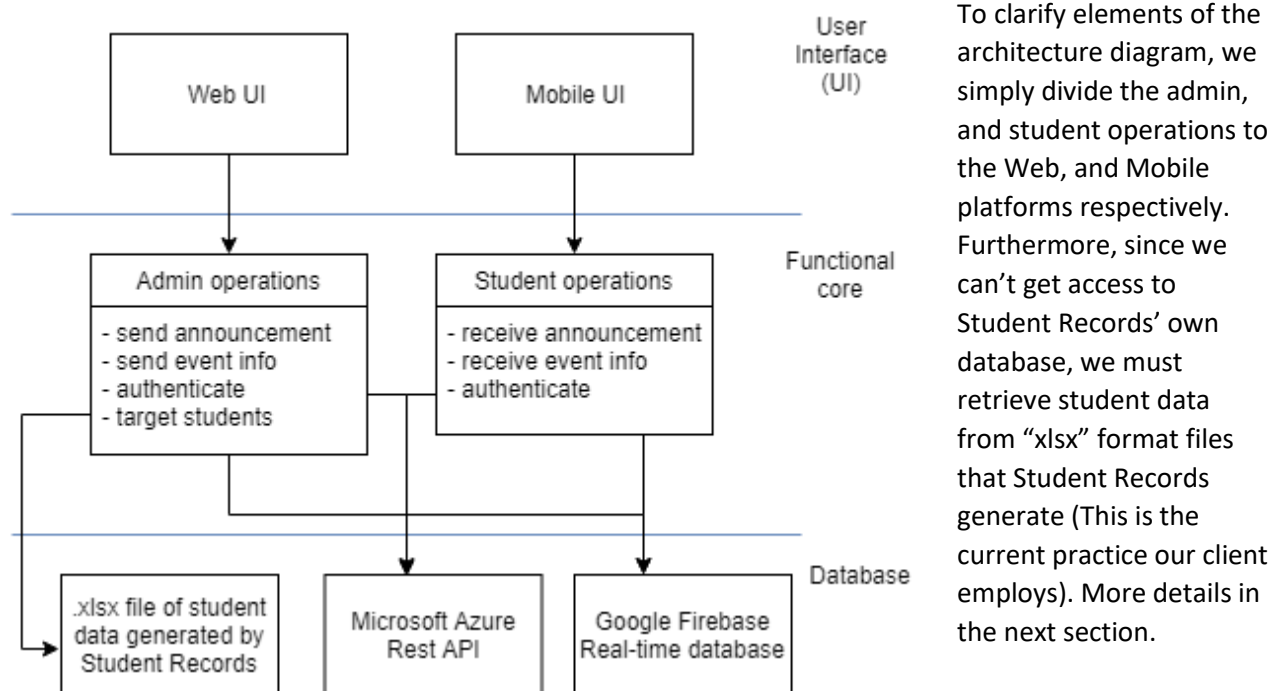 User
Interface
(UI)
Web UI
Mobile UI
Functional
core
Admin operations
- send announcement
- send event info
- authenticate
- target students
Student operations
- receive announcement
- receive event info
- authenticate
Database
.xlsx file of student
data generated by
Student Records
Microsoft Azure
Rest API
Google Firebase
Real-time database
To clarify elements of the
architecture diagram, we
simply divide the admin,
and student operations to
the Web, and Mobile
platforms respectively.
Furthermore, since we
can’t get access to
Student Records’ own
database, we must
retrieve student data
from “xlsx” format files
that Student Records
generate (This is the
current practice our client
employs). More details in
the next section.